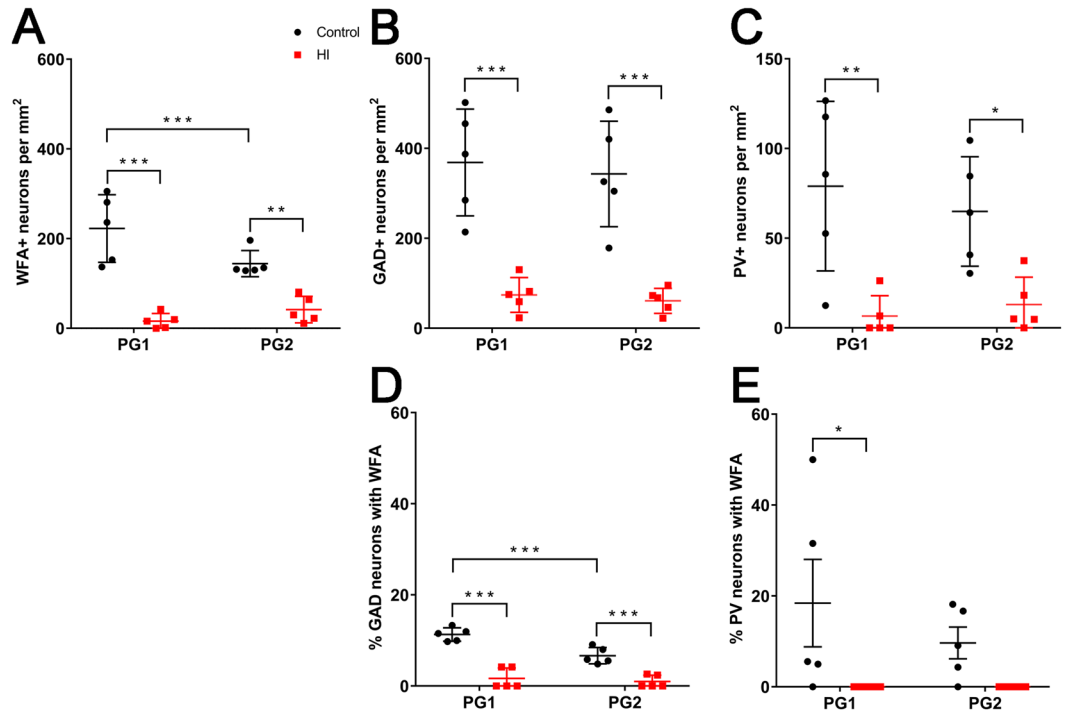 A
Control
HI
WFA+ neurons per mm2
600
400
200
0
***
***
**
PG1
PG2
B
GAD+ neurons per mm2
600
400
200
0
***
***
PG1
PG2
C
PV+ neurons per mm2
150
100
50
0
**
*
PG1
PG2
D
% GAD neurons with WFA
60
40
20
0
***
***
***
PG1
PG2
E
% PV neurons with WFA
60
40
20
0
*
PG1
PG2